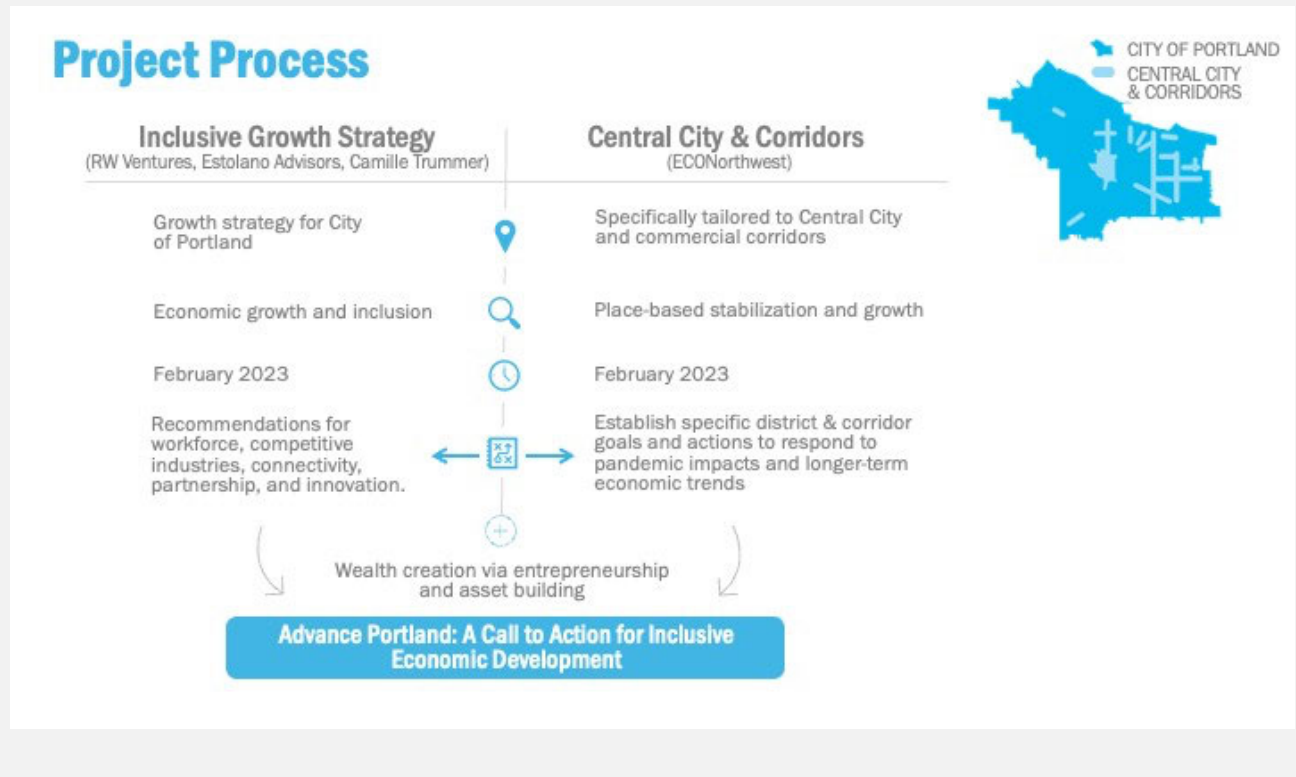 Project Process
CITY OF PORTLAND
CENTRAL CITY
& CORRIDORS
Inclusive Growth Strategy
(RW Ventures, Estolano Advisors, Camille Trummer)
Central City & Corridors
(ECONorthwest)
Growth strategy for City
of Portland
Specifically tailored to Central City
and commercial corridors
Economic growth and inclusion
Place-based stabilization and growth
February 2023
February 2023
Recommendations for
workforce, competitive
industries, connectivity,
partnership, and innovation.
Establish specific district & corridor
goals and actions to respond to
pandemic impacts and longer-term
economic trends
Wealth creation via entrepreneurship
and asset building
Advance Portland: A Call to Action for Inclusive
Economic Development